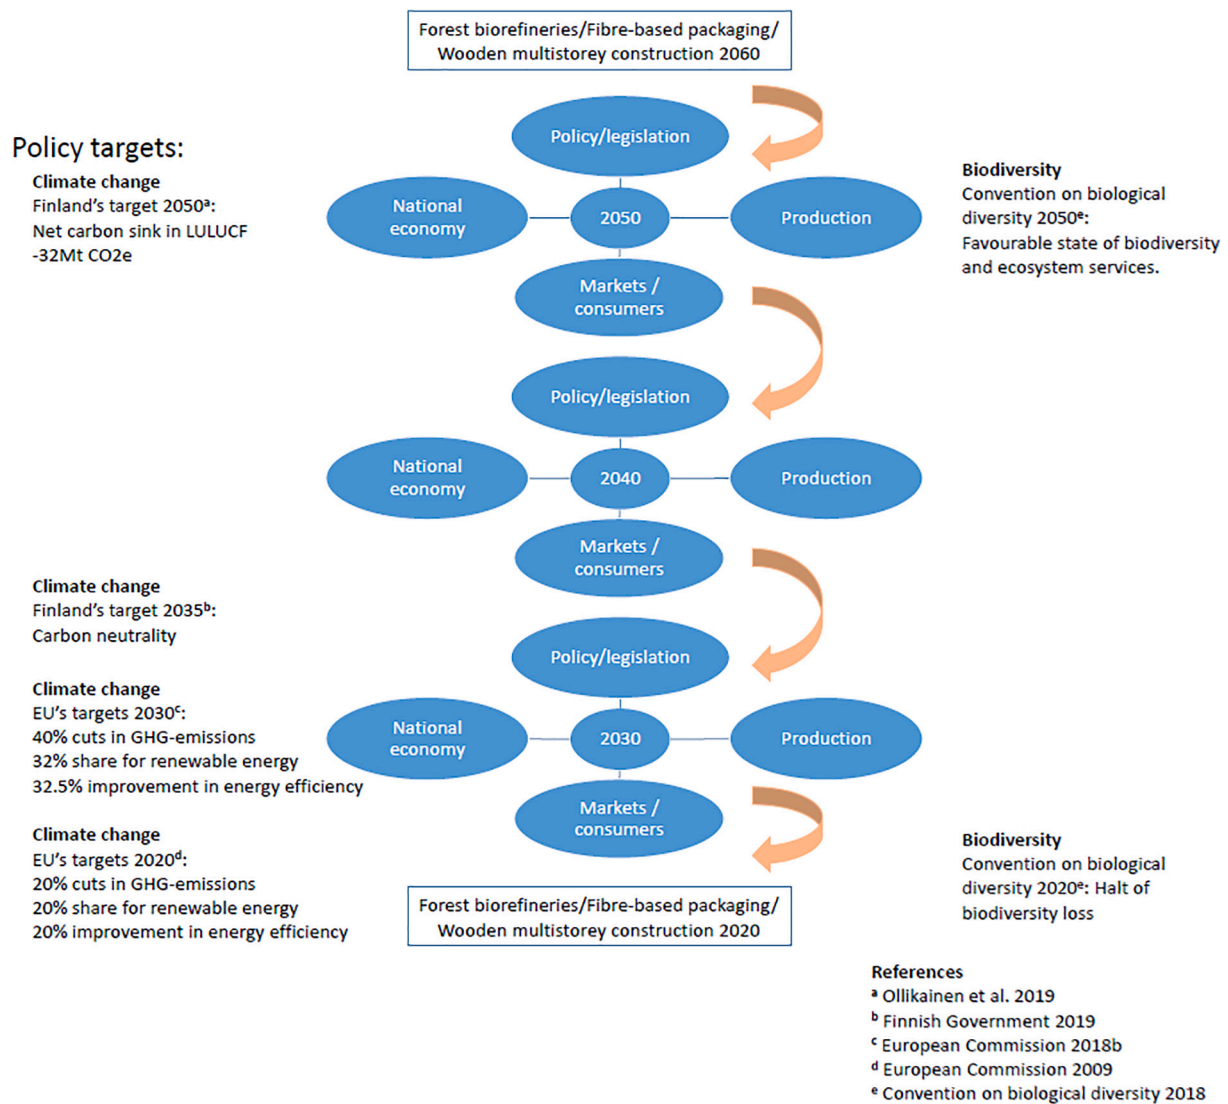 Forest biorefineries/Fibre-based packaging/
Wooden multistorey construction 2060
Policy targets:
Climate change
Finland's target 2050a:
Net carbon sink in LULUCF
-32Mt CO2e
Policy/legislation
National
economy
2050
Production
Markets /
consumers
Biodiversity
Convention on biological
diversity 2050e:
Favourable state of biodiversity
and ecosystem services.
Policy/legislation
National
economy
2040
Production
Markets /
consumers
Climate change
Finland's target 2035b:
Carbon neutrality
Policy/legislation
Climate change
EU's targets 2030c:
40% cuts in GHG-emissions
32% share for renewable energy
32.5% improvement in energy efficiency
National
economy
2030
Production
Markets /
consumers
Climate change
EU's targets 2020d:
20% cuts in GHG-emissions
20% share for renewable energy
20% improvement in energy efficiency
Biodiversity
Convention on biological
diversity 2020e: Halt of
biodiversity loss
Forest biorefineries/Fibre-based packaging/
Wooden multistorey construction 2020
References
a Ollikainen et al. 2019
b Finnish Government 2019
c European Commission 2018b
d European Commission 2009
e Convention on biological diversity 2018